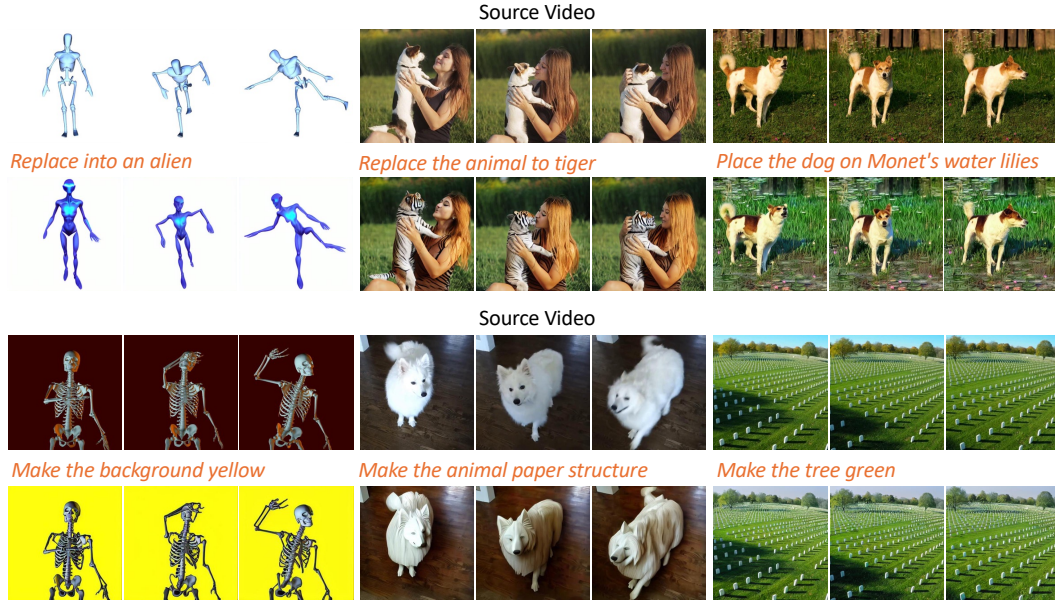 Source Video
Replace into an alien
Replace the animal to tiger
Place the dog on Monet's water lilies
Source Video
Make the background yellow
Make the animal paper structure
Make the tree green